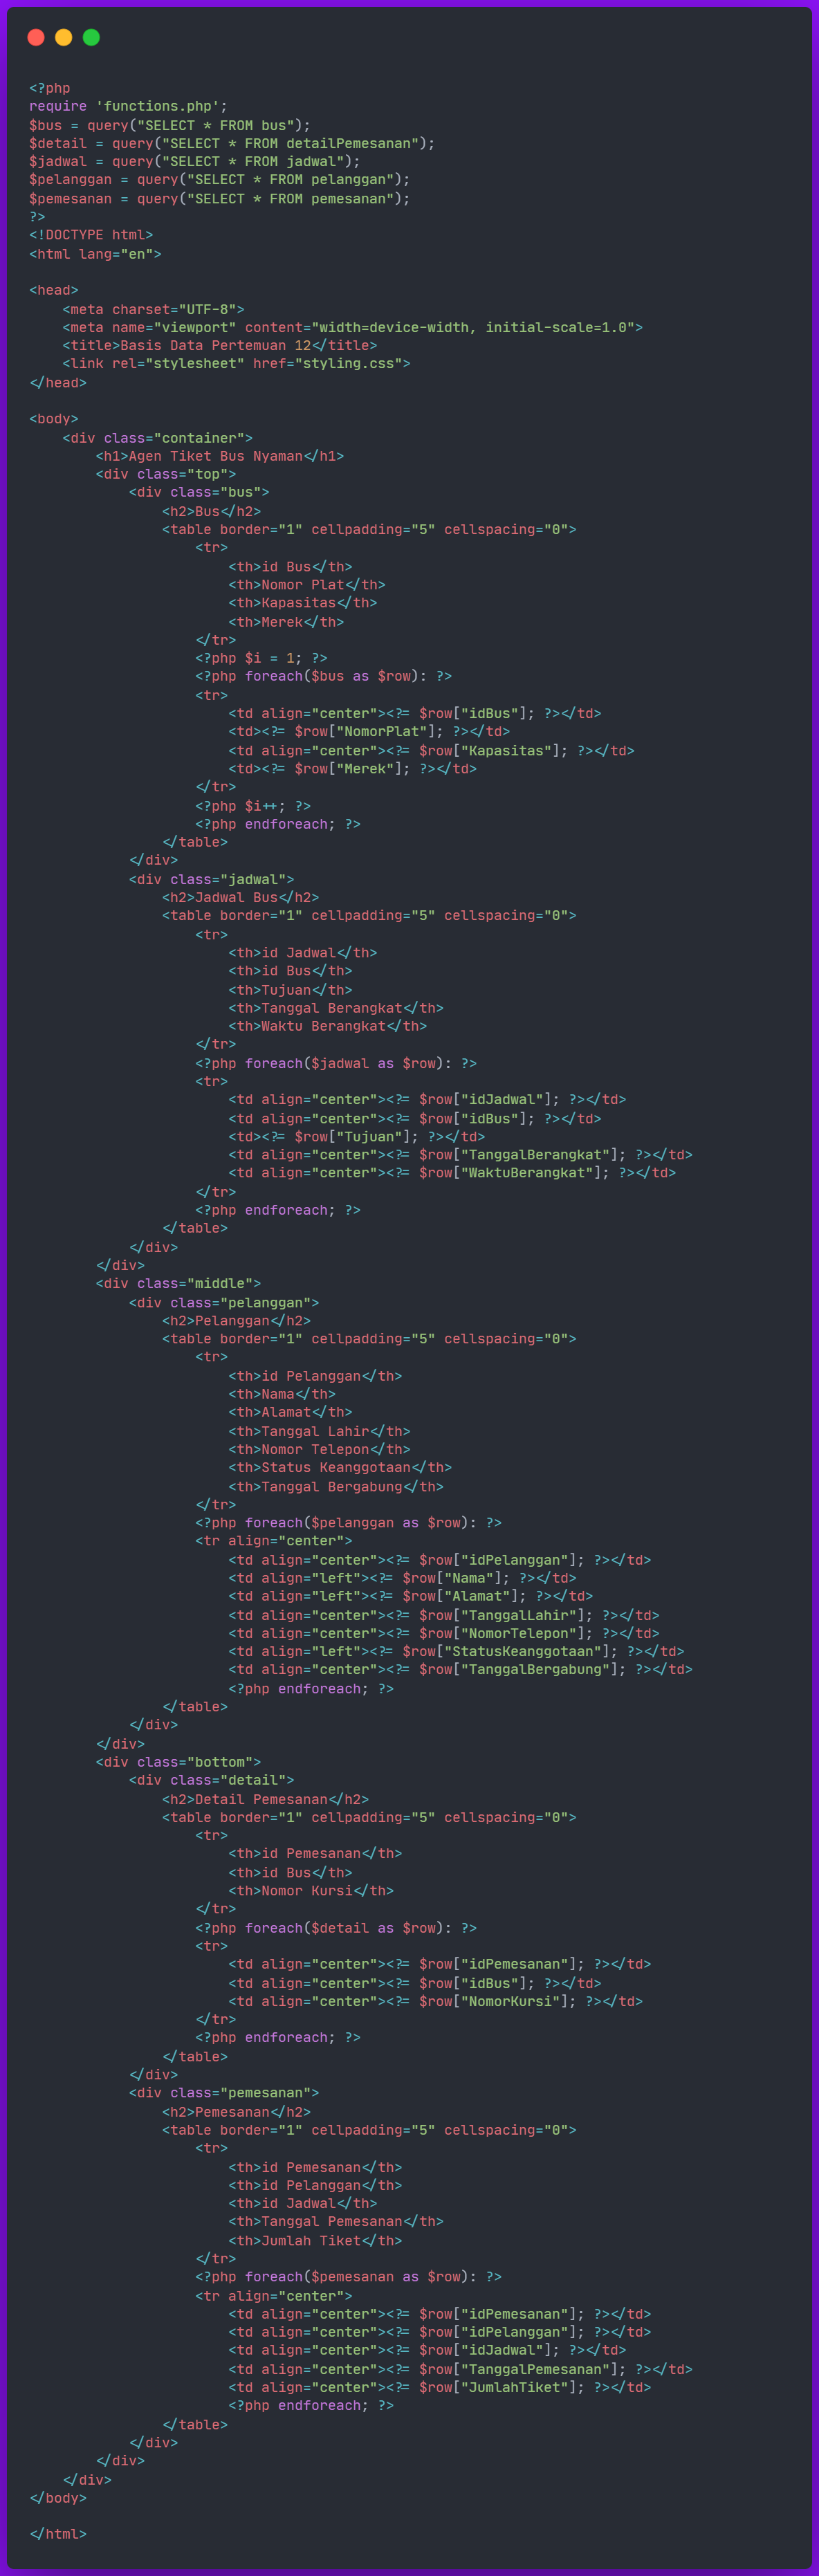 <?php
require 'functions.php';
$bus = query("SELECT * FROM bus");
$detail = query("SELECT * FROM detailPemesanan");
$jadwal = query("SELECT * FROM jadwal");
$pelanggan = query("SELECT * FROM pelanggan");
$pemesanan = query("SELECT * FROM pemesanan");
?>
<!DOCTYPE html>
<html lang="en">

<head>
    <meta charset="UTF-8">
    <meta name="viewport" content="width=device-width, initial-scale=1.0">
    <title>Basis Data Pertemuan 12</title>
    <link rel="stylesheet" href="styling.css">
</head>

<body>
    <div class="container">
        <h1>Agen Tiket Bus Nyaman</h1>
        <div class="top">
            <div class="bus">
                <h2>Bus</h2>
                <table border="1" cellpadding="5" cellspacing="0">
                    <tr>
                        <th>id Bus</th>
                        <th>Nomor Plat</th>
                        <th>Kapasitas</th>
                        <th>Merek</th>
                    </tr>
                    <?php $i = 1; ?>
                    <?php foreach($bus as $row): ?>
                    <tr>
                        <td align="center"><?= $row["idBus"]; ?></td>
                        <td><?= $row["NomorPlat"]; ?></td>
                        <td align="center"><?= $row["Kapasitas"]; ?></td>
                        <td><?= $row["Merek"]; ?></td>
                    </tr>
                    <?php $i++; ?>
                    <?php endforeach; ?>
                </table>
            </div>
            <div class="jadwal">
                <h2>Jadwal Bus</h2>
                <table border="1" cellpadding="5" cellspacing="0">
                    <tr>
                        <th>id Jadwal</th>
                        <th>id Bus</th>
                        <th>Tujuan</th>
                        <th>Tanggal Berangkat</th>
                        <th>Waktu Berangkat</th>
                    </tr>
                    <?php foreach($jadwal as $row): ?>
                    <tr>
                        <td align="center"><?= $row["idJadwal"]; ?></td>
                        <td align="center"><?= $row["idBus"]; ?></td>
                        <td><?= $row["Tujuan"]; ?></td>
                        <td align="center"><?= $row["TanggalBerangkat"]; ?></td>
                        <td align="center"><?= $row["WaktuBerangkat"]; ?></td>
                    </tr>
                    <?php endforeach; ?>
                </table>
            </div>
        </div>
        <div class="middle">
            <div class="pelanggan">
                <h2>Pelanggan</h2>
                <table border="1" cellpadding="5" cellspacing="0">
                    <tr>
                        <th>id Pelanggan</th>
                        <th>Nama</th>
                        <th>Alamat</th>
                        <th>Tanggal Lahir</th>
                        <th>Nomor Telepon</th>
                        <th>Status Keanggotaan</th>
                        <th>Tanggal Bergabung</th>
                    </tr>
                    <?php foreach($pelanggan as $row): ?>
                    <tr align="center">
                        <td align="center"><?= $row["idPelanggan"]; ?></td>
                        <td align="left"><?= $row["Nama"]; ?></td>
                        <td align="left"><?= $row["Alamat"]; ?></td>
                        <td align="center"><?= $row["TanggalLahir"]; ?></td>
                        <td align="center"><?= $row["NomorTelepon"]; ?></td>
                        <td align="left"><?= $row["StatusKeanggotaan"]; ?></td>
                        <td align="center"><?= $row["TanggalBergabung"]; ?></td>
                        <?php endforeach; ?>
                </table>
            </div>
        </div>
        <div class="bottom">
            <div class="detail">
                <h2>Detail Pemesanan</h2>
                <table border="1" cellpadding="5" cellspacing="0">
                    <tr>
                        <th>id Pemesanan</th>
                        <th>id Bus</th>
                        <th>Nomor Kursi</th>
                    </tr>
                    <?php foreach($detail as $row): ?>
                    <tr>
                        <td align="center"><?= $row["idPemesanan"]; ?></td>
                        <td align="center"><?= $row["idBus"]; ?></td>
                        <td align="center"><?= $row["NomorKursi"]; ?></td>
                    </tr>
                    <?php endforeach; ?>
                </table>
            </div>
            <div class="pemesanan">
                <h2>Pemesanan</h2>
                <table border="1" cellpadding="5" cellspacing="0">
                    <tr>
                        <th>id Pemesanan</th>
                        <th>id Pelanggan</th>
                        <th>id Jadwal</th>
                        <th>Tanggal Pemesanan</th>
                        <th>Jumlah Tiket</th>
                    </tr>
                    <?php foreach($pemesanan as $row): ?>
                    <tr align="center">
                        <td align="center"><?= $row["idPemesanan"]; ?></td>
                        <td align="center"><?= $row["idPelanggan"]; ?></td>
                        <td align="center"><?= $row["idJadwal"]; ?></td>
                        <td align="center"><?= $row["TanggalPemesanan"]; ?></td>
                        <td align="center"><?= $row["JumlahTiket"]; ?></td>
                        <?php endforeach; ?>
                </table>
            </div>
        </div>
    </div>
</body>

</html>